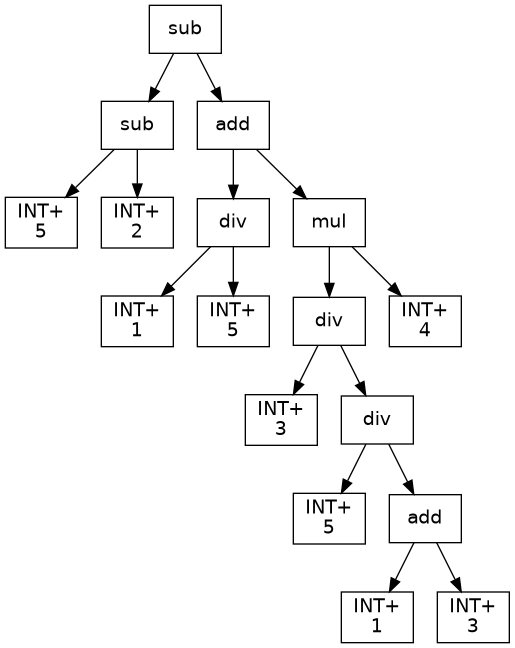 sub
sub
add
INT+
5
INT+
2
div
mul
INT+
1
INT+
5
div
INT+
4
INT+
3
div
INT+
5
add
INT+
1
INT+
3